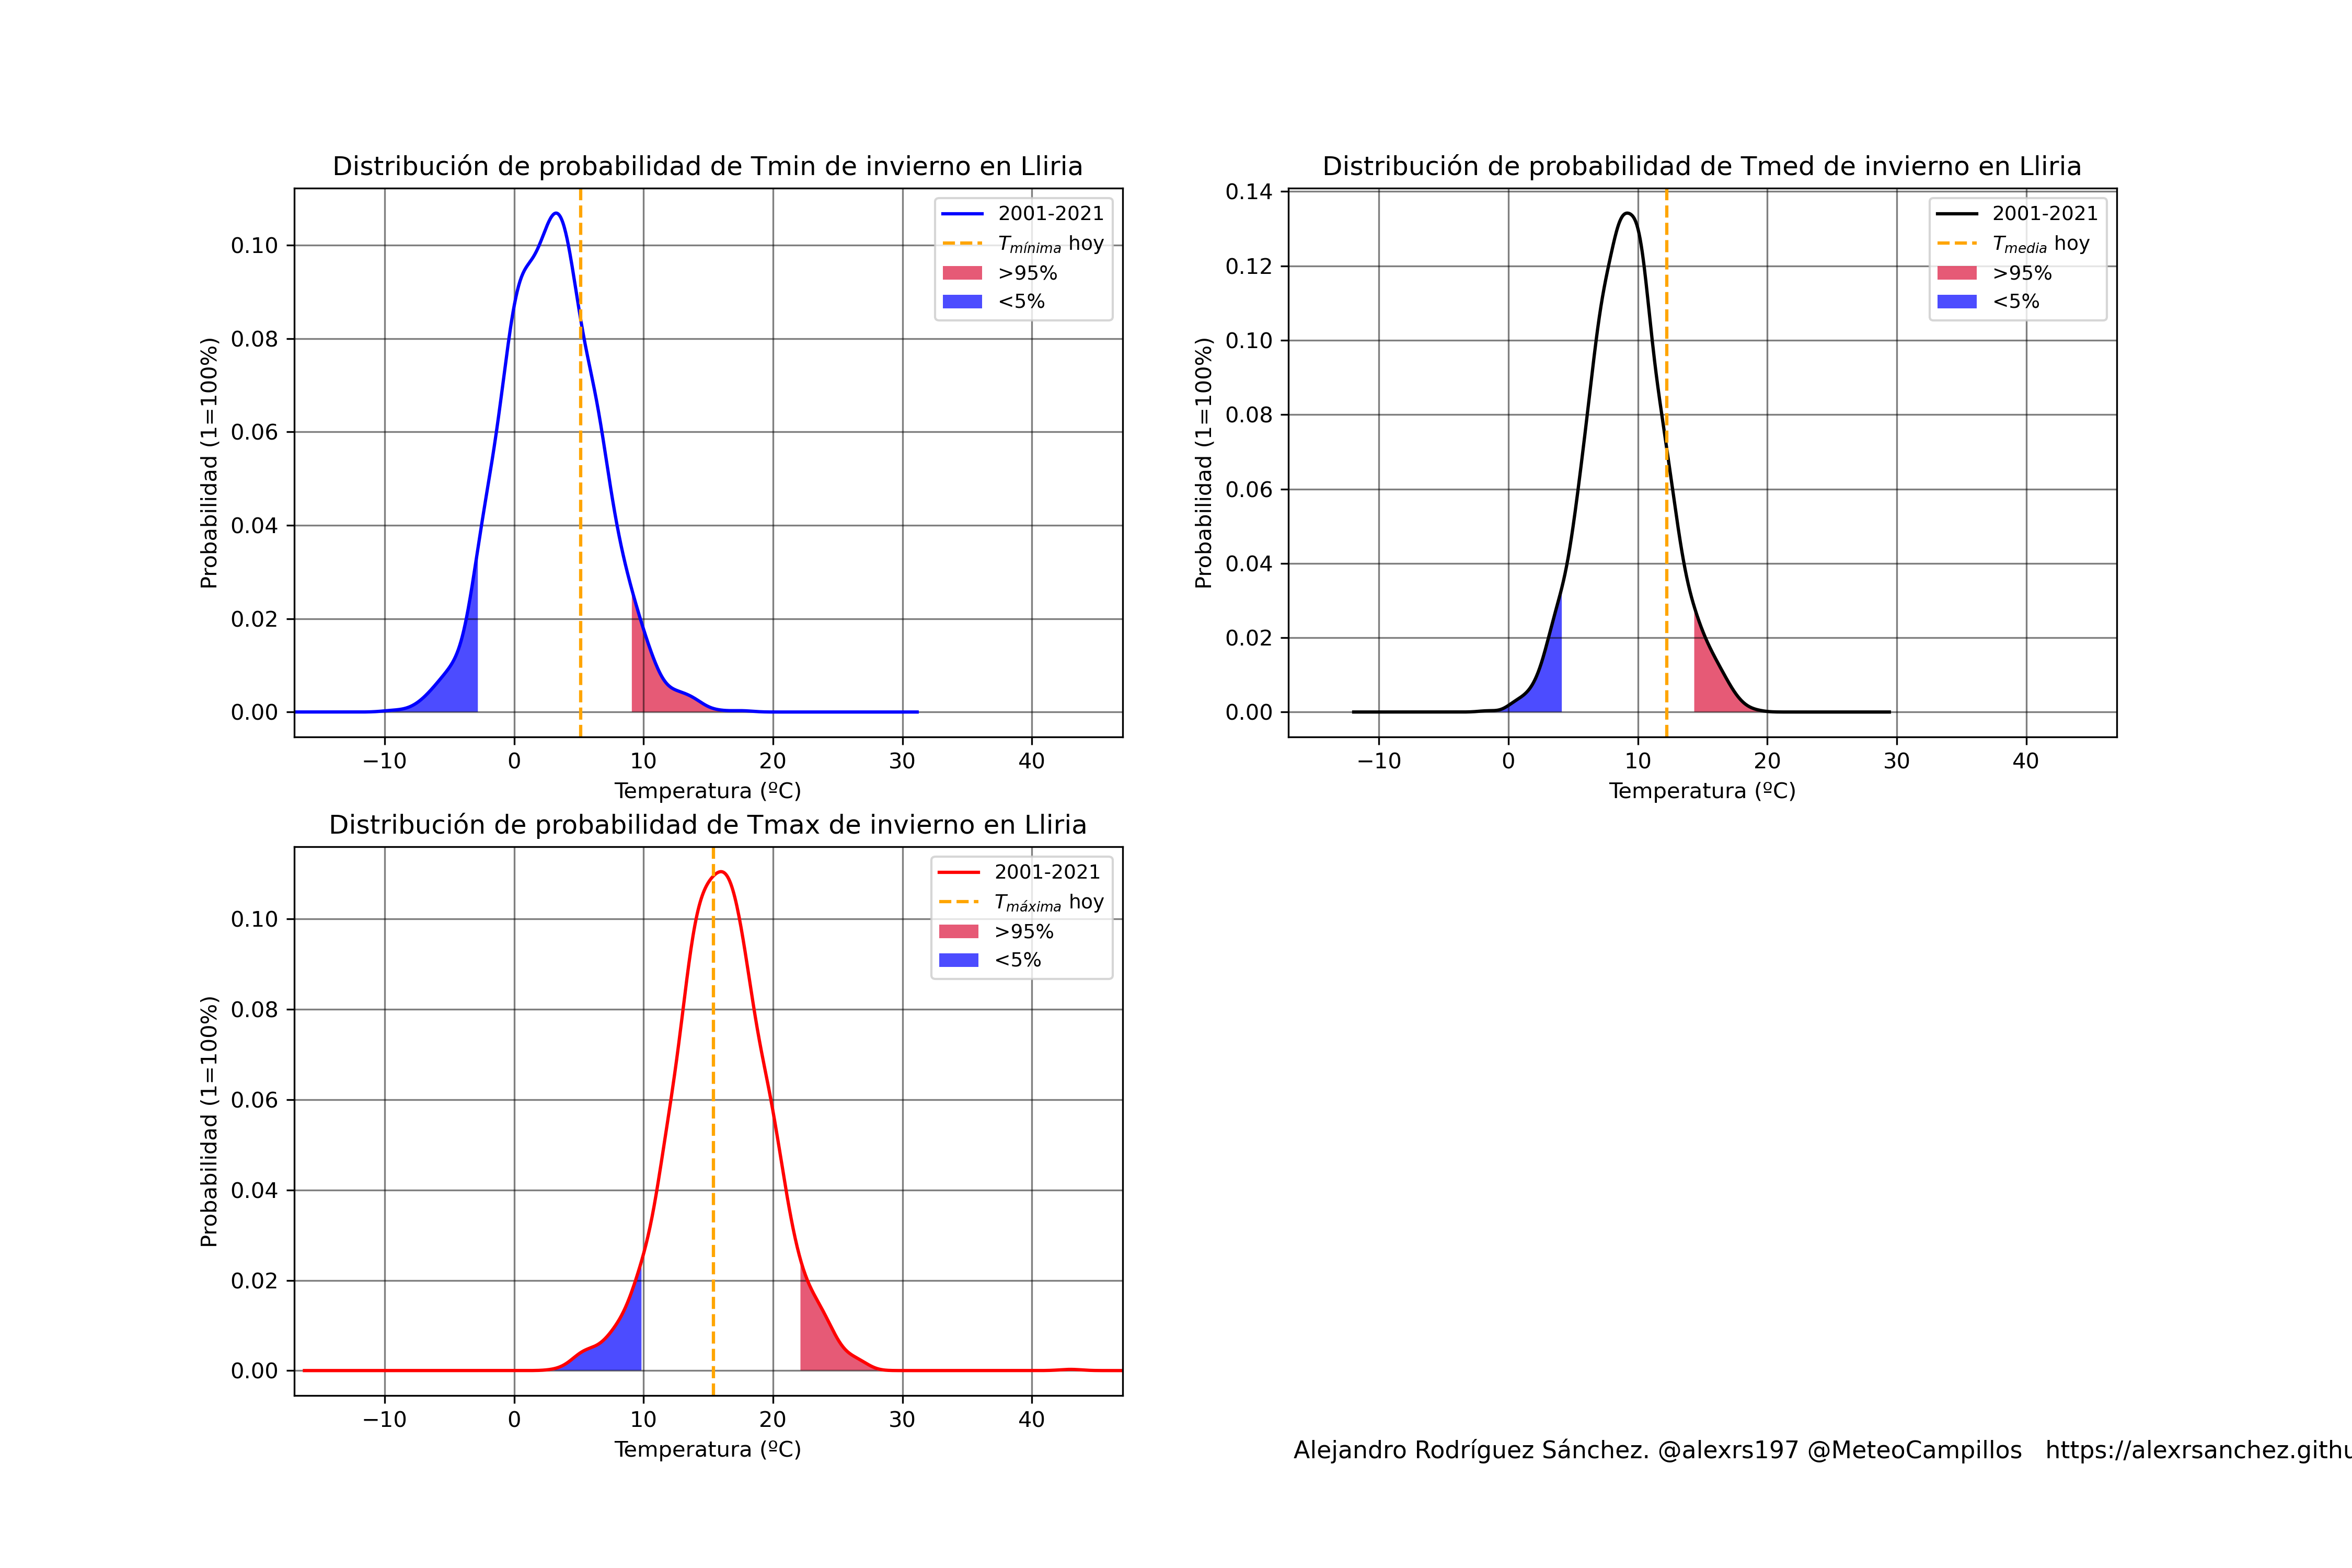 Distribución de probabilidad de Tmin de invierno en Lliria
Probabilidad (1=100%)
0.10
0.08
0.06
0.04
0.02
0.00
−10 0 10 20 30 40
Temperatura (ºC)
2001-2021
Tmínima hoy
>95%
<5%
Distribución de probabilidad de Tmed de invierno en Lliria
Probabilidad (1=100%)
0.14
0.12
0.10
0.08
0.06
0.04
0.02
0.00
−10 0 10 20 30 40
Temperatura (ºC)
2001-2021
Tmedia hoy
>95%
<5%
Distribución de probabilidad de Tmax de invierno en Lliria
Probabilidad (1=100%)
0.10
0.08
0.06
0.04
0.02
0.00
−10 0 10 20 30 40
Temperatura (ºC)
2001-2021
Tmáxima hoy
>95%
<5%
Alejandro Rodríguez Sánchez. @alexrs197 @MeteoCampillos https://alexrsanchez.githu